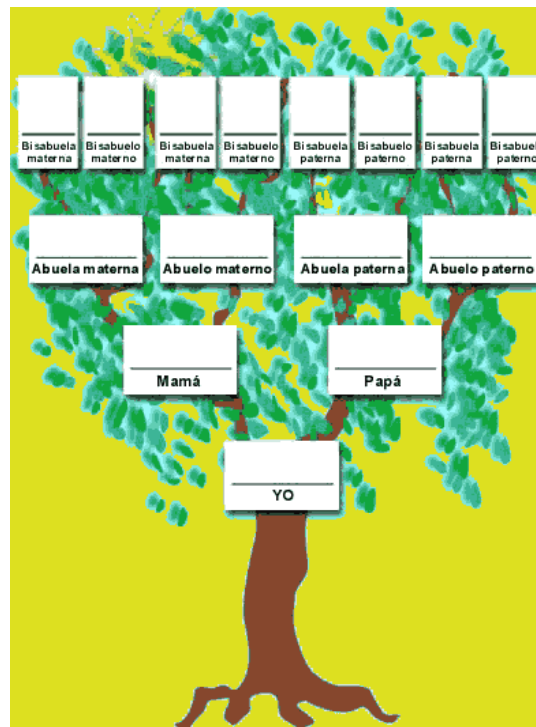 Bisabuela materna
Bisabuelo materno
Bisabuela materna
Bisabuelo materno
Bisabuela paterna
Bisabuelo paterno
Bisabuela paterna
Bisabuelo paterno
Abuela materna
Abuelo materno
Abuela paterna
Abuelo paterno
Mamá
Papá
YO